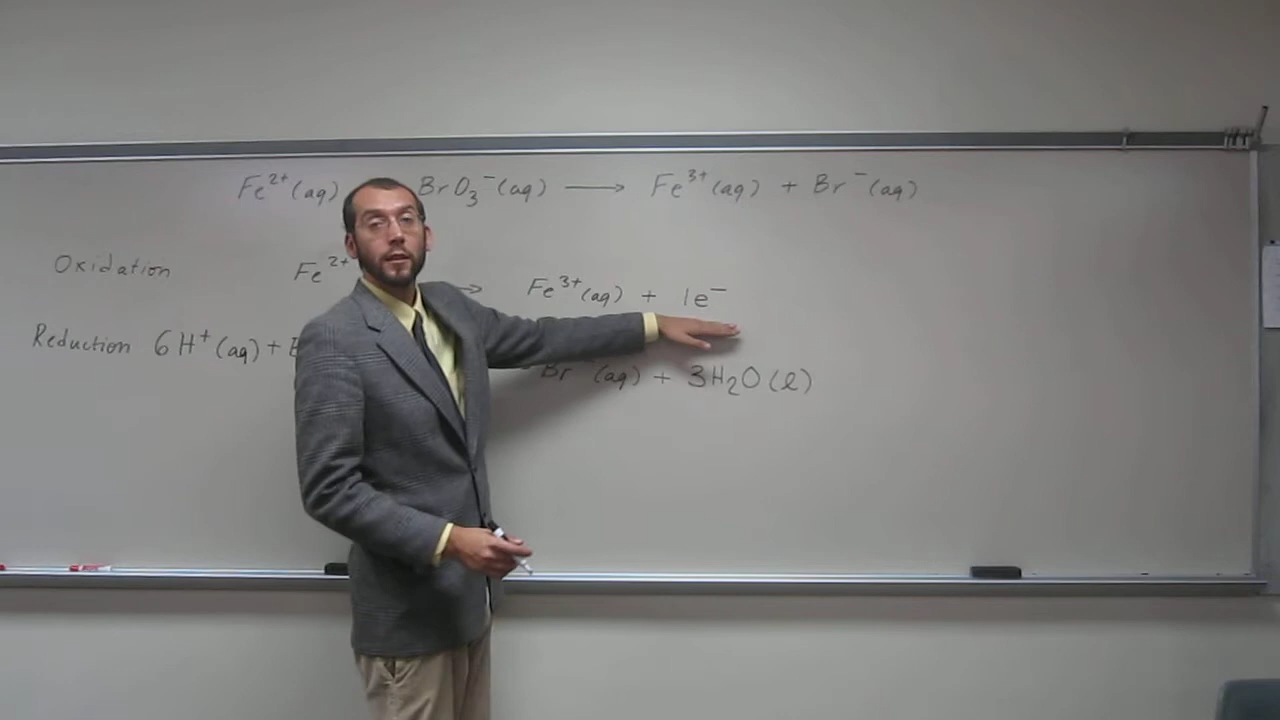 Fe²⁺(aq) BrO₃⁻(aq) ⟶ Fe³⁺(aq) + Br⁻(aq)
Oxidation Fe²⁺ → Fe³⁺(aq) + 1e⁻
Reduction 6H⁺(aq) + Br⁻(aq) + 3H₂O(l)